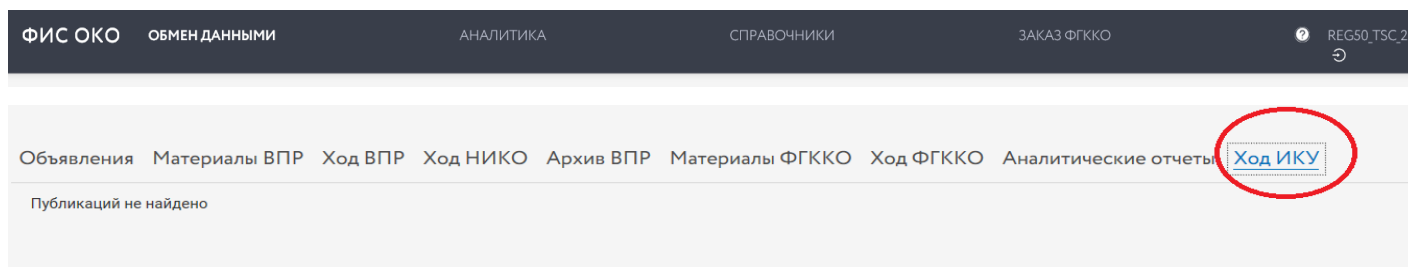 ФИС ОКО ОБМЕН ДАННЫМИ АНАЛИТИКА СПРАВОЧНИКИ ЗАКАЗ ФГККО ? REG50_TSC_2
Объявления Материалы ВПР Ход ВПР Ход НИКО Архив ВПР Материалы ФГККО Ход ФГККО Аналитические отчеты Ход ИКУ
Публикаций не найдено